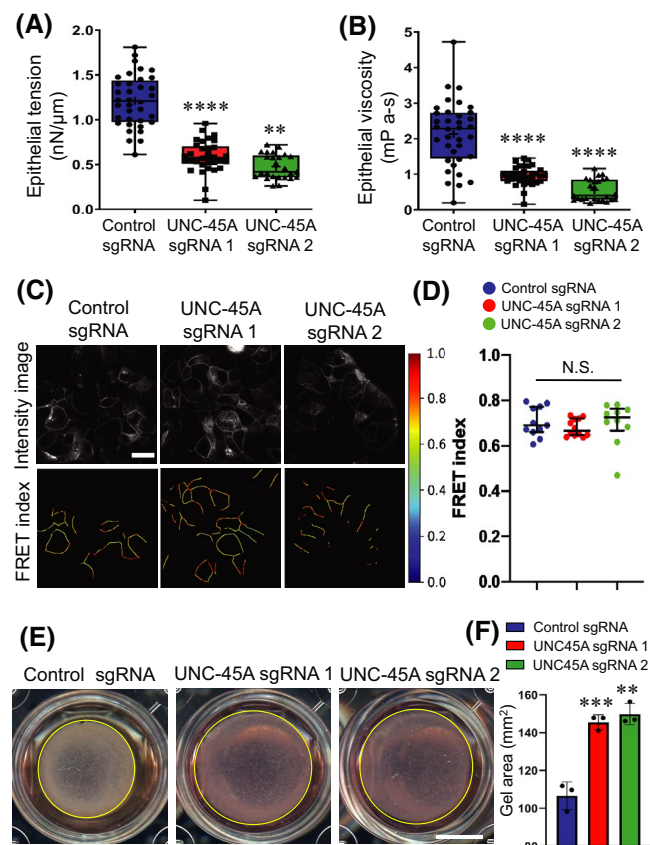 (A)
Epithelial tension
(nN/μm)
2.0
1.5
1.0
0.5
0.0
****
**
Control
sgRNA
UNC-45A
sgRNA 1
UNC-45A
sgRNA 2
(B)
Epithelial viscosity
(mP a-s)
5
4
3
2
1
0
****
****
Control
sgRNA
UNC-45A
sgRNA 1
UNC-45A
sgRNA 2
(C)
Control
sgRNA
UNC-45A
sgRNA 1
UNC-45A
sgRNA 2
Intensity image
FRET index
1.0
0.8
0.6
0.4
0.2
0.0
(D)
Control sgRNA
UNC-45A sgRNA 1
UNC-45A sgRNA 2
FRET index
1.0
0.8
0.6
0.4
0.2
0.0
N.S.
(E)
Control sgRNA
UNC-45A sgRNA 1
UNC-45A sgRNA 2
(F)
Control sgRNA
UNC45A sgRNA 1
UNC45A sgRNA 2
Gel area (mm²)
160
140
120
100
80
***
**